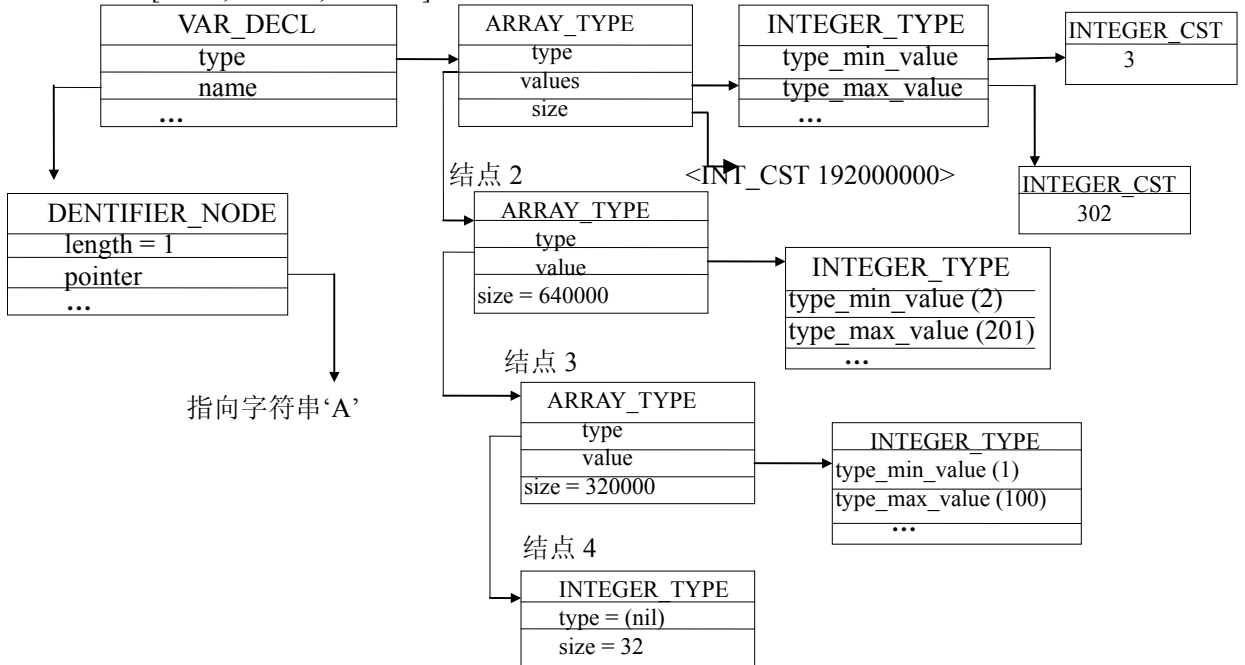 VAR_DECL
type
name
...
ARRAY_TYPE
type
values
size
INTEGER_TYPE
type_min_value
type_max_value
...
INTEGER_CST
3
INTEGER_CST
302
<INT_CST 192000000>
DENTIFIER_NODE
length = 1
pointer
...
指向字符串‘A’
结点 2
ARRAY_TYPE
type
value
size = 640000
INTEGER_TYPE
type_min_value (2)
type_max_value (201)
...
结点 3
ARRAY_TYPE
type
value
size = 320000
INTEGER_TYPE
type_min_value (1)
type_max_value (100)
...
结点 4
INTEGER_TYPE
type = (nil)
size = 32